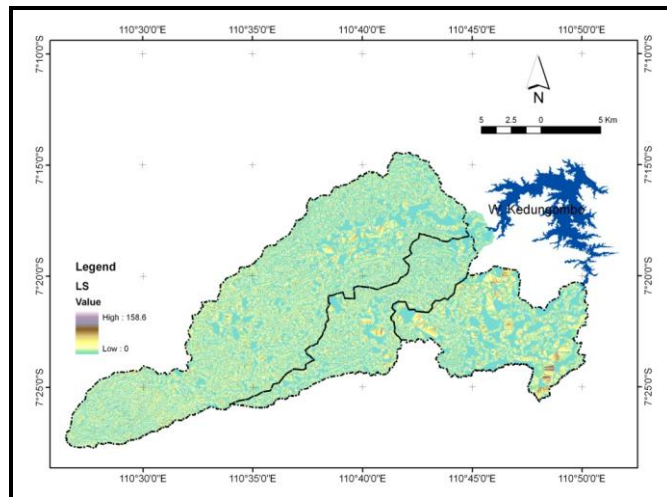 110°30'0"E 110°35'0"E 110°40'0"E 110°45'0"E 110°50'0"E
7°10'0"S 7°10'0"S
N
5 2.5 0 5 Km
7°15'0"S 7°15'0"S
W. Kedungombo
7°20'0"S 7°20'0"S
Legend
LS
Value
High : 158.6
Low : 0
7°25'0"S 7°25'0"S
110°30'0"E 110°35'0"E 110°40'0"E 110°45'0"E 110°50'0"E